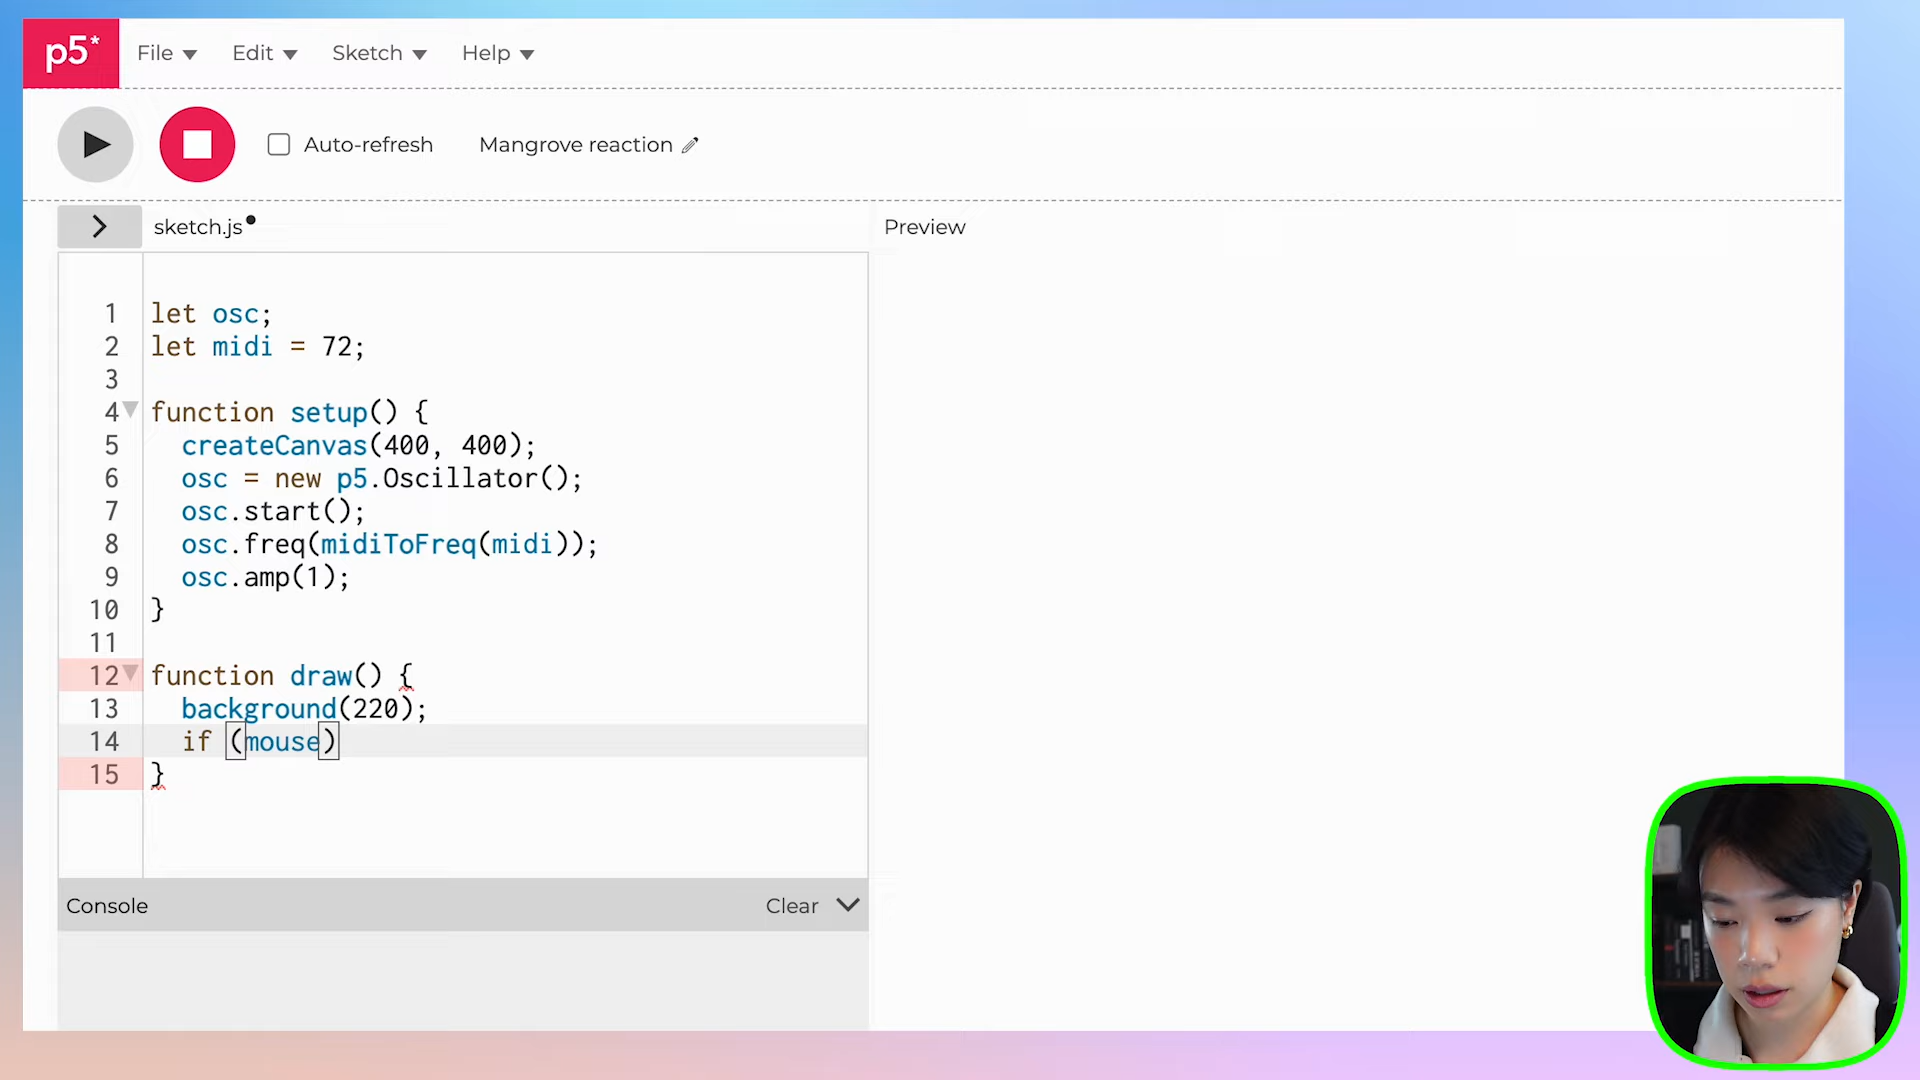 p5* File Edit Sketch Help
Auto-refresh Mangrove reaction
sketch.js Preview
1 let osc;
2 let midi = 72;
3
4 function setup() {
5 createCanvas(400, 400);
6 osc = new p5.Oscillator();
7 osc.start();
8 osc.freq(midiToFreq(midi));
9 osc.amp(1);
10 }
11
12 function draw() {
13 background(220);
14 if (mouse)
15 }
Console Clear